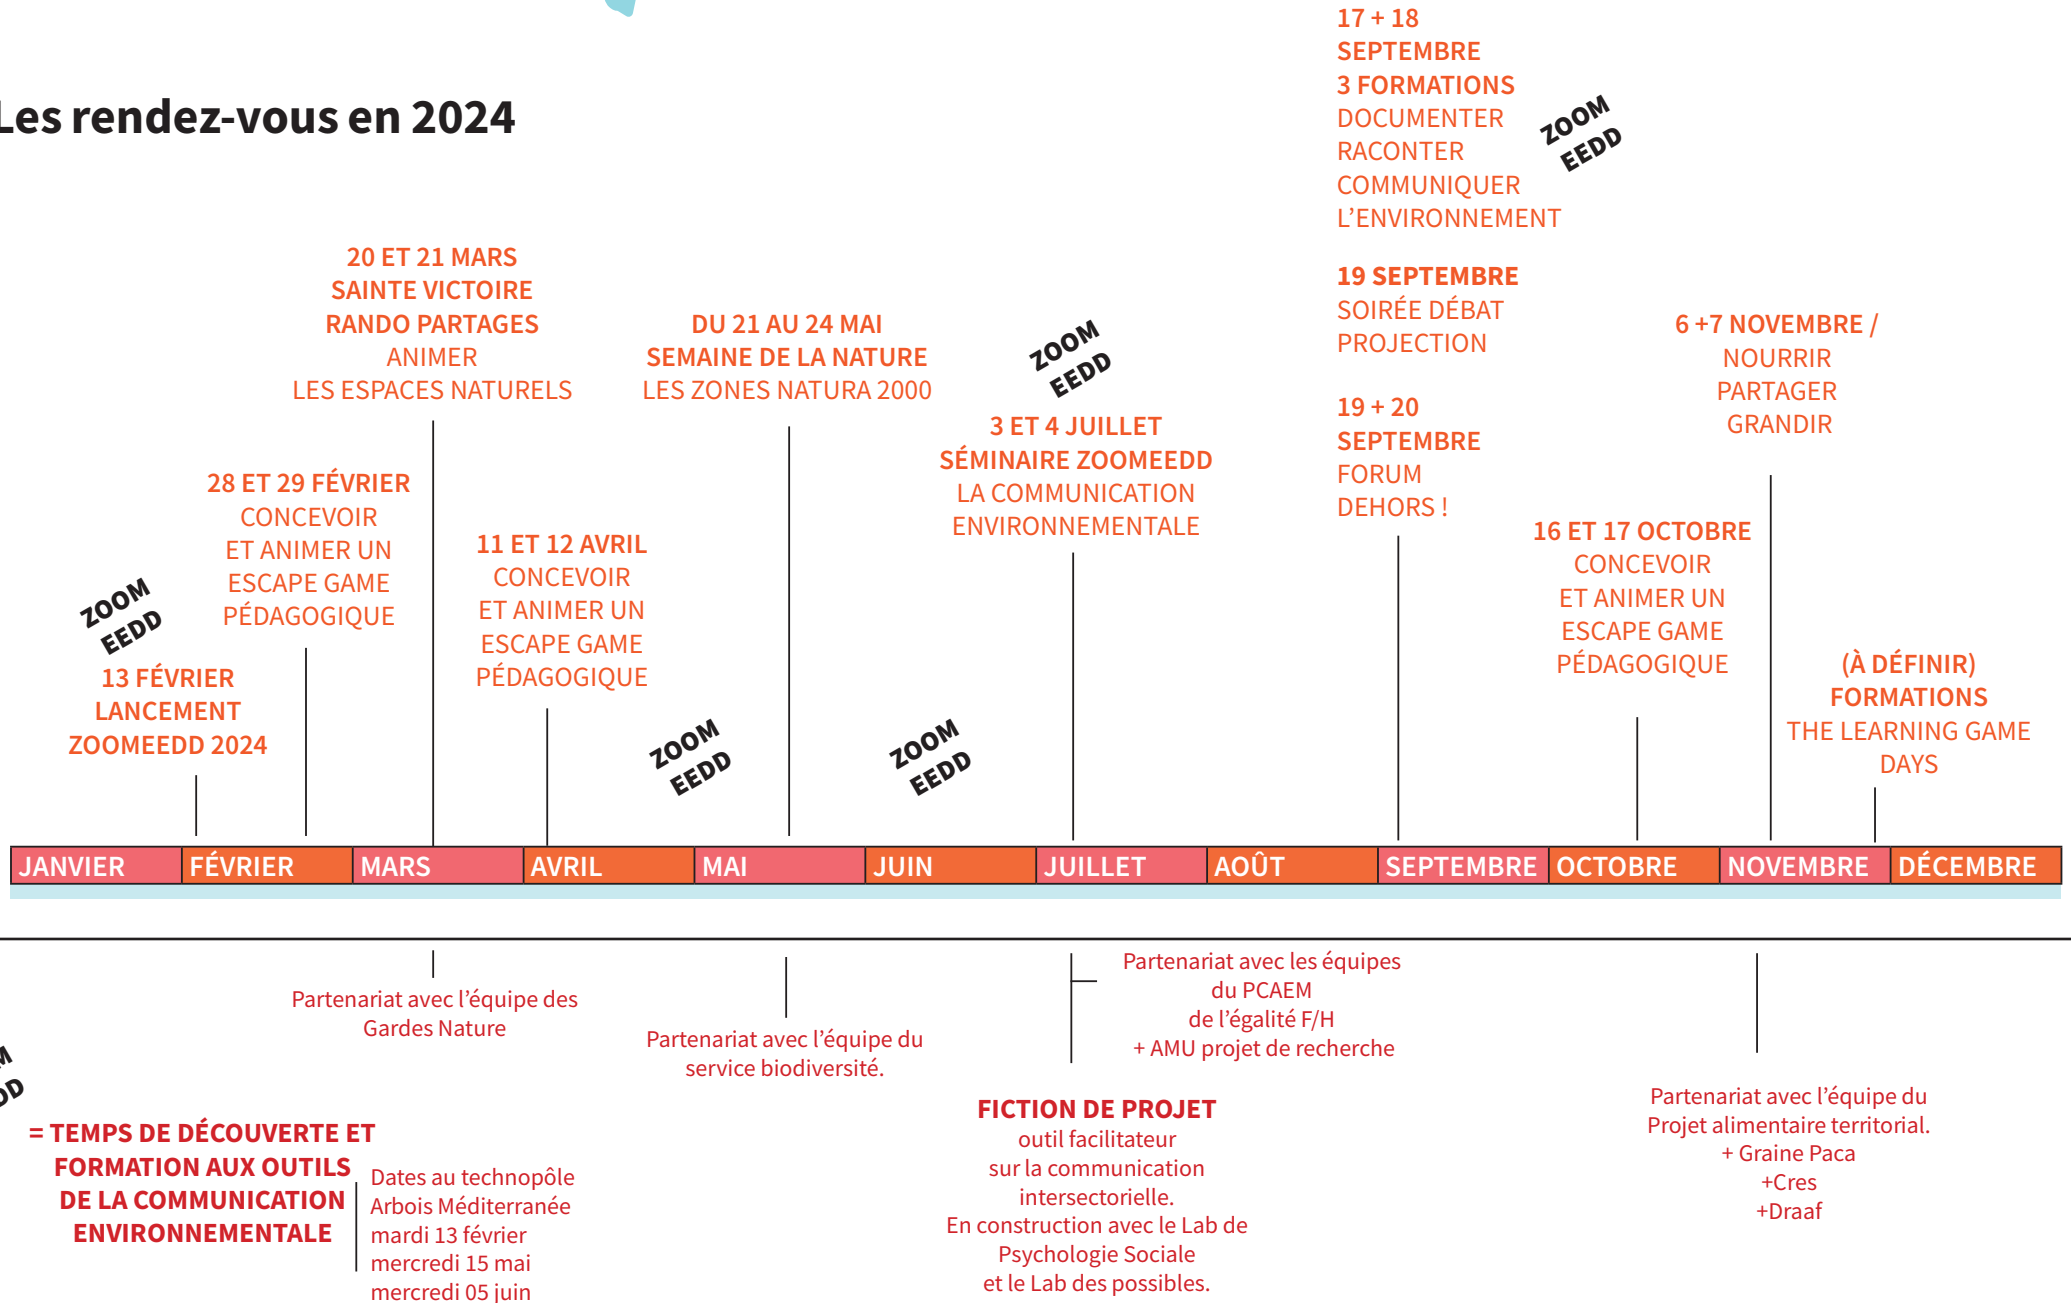 Les rendez-vous en 2024
17 + 18
SEPTEMBRE
3 FORMATIONS
DOCUMENTER
RACONTER
COMMUNIQUER
L'ENVIRONNEMENT
ZOOM
EEDD
19 SEPTEMBRE
SOIRÉE DÉBAT
PROJECTION
19 + 20
SEPTEMBRE
FORUM
DEHORS !
20 ET 21 MARS
SAINTE VICTOIRE
RANDO PARTAGES
ANIMER
LES ESPACES NATURELS
DU 21 AU 24 MAI
SEMAINE DE LA NATURE
LES ZONES NATURA 2000
ZOOM
EEDD
3 ET 4 JUILLET
SÉMINAIRE ZOOMEEDD
LA COMMUNICATION
ENVIRONNEMENTALE
6 +7 NOVEMBRE /
NOURRIR
PARTAGER
GRANDIR
28 ET 29 FÉVRIER
CONCEVOIR
ET ANIMER UN
ESCAPE GAME
PÉDAGOGIQUE
11 ET 12 AVRIL
CONCEVOIR
ET ANIMER UN
ESCAPE GAME
PÉDAGOGIQUE
16 ET 17 OCTOBRE
CONCEVOIR
ET ANIMER UN
ESCAPE GAME
PÉDAGOGIQUE
ZOOM
EEDD
13 FÉVRIER
LANCEMENT
ZOOMEEDD 2024
ZOOM
EEDD
ZOOM
EEDD
(À DÉFINIR)
FORMATIONS
THE LEARNING GAME
DAYS
JANVIER FÉVRIER MARS AVRIL MAI JUIN JUILLET AOÛT SEPTEMBRE OCTOBRE NOVEMBRE DÉCEMBRE
Partenariat avec l'équipe des
Gardes Nature
Partenariat avec l'équipe du
service biodiversité.
Partenariat avec les équipes
du PCAEM
de l'égalité F/H
+ AMU projet de recherche
FICTION DE PROJET
outil facilitateur
sur la communication
intersectorielle.
En construction avec le Lab de
Psychologie Sociale
et le Lab des possibles.
Partenariat avec l'équipe du
Projet alimentaire territorial.
+ Graine Paca
+Cres
+Draaf
= TEMPS DE DÉCOUVERTE ET
FORMATION AUX OUTILS
DE LA COMMUNICATION
ENVIRONNEMENTALE
Dates au technopôle
Arbois Méditerranée
mardi 13 février
mercredi 15 mai
mercredi 05 juin